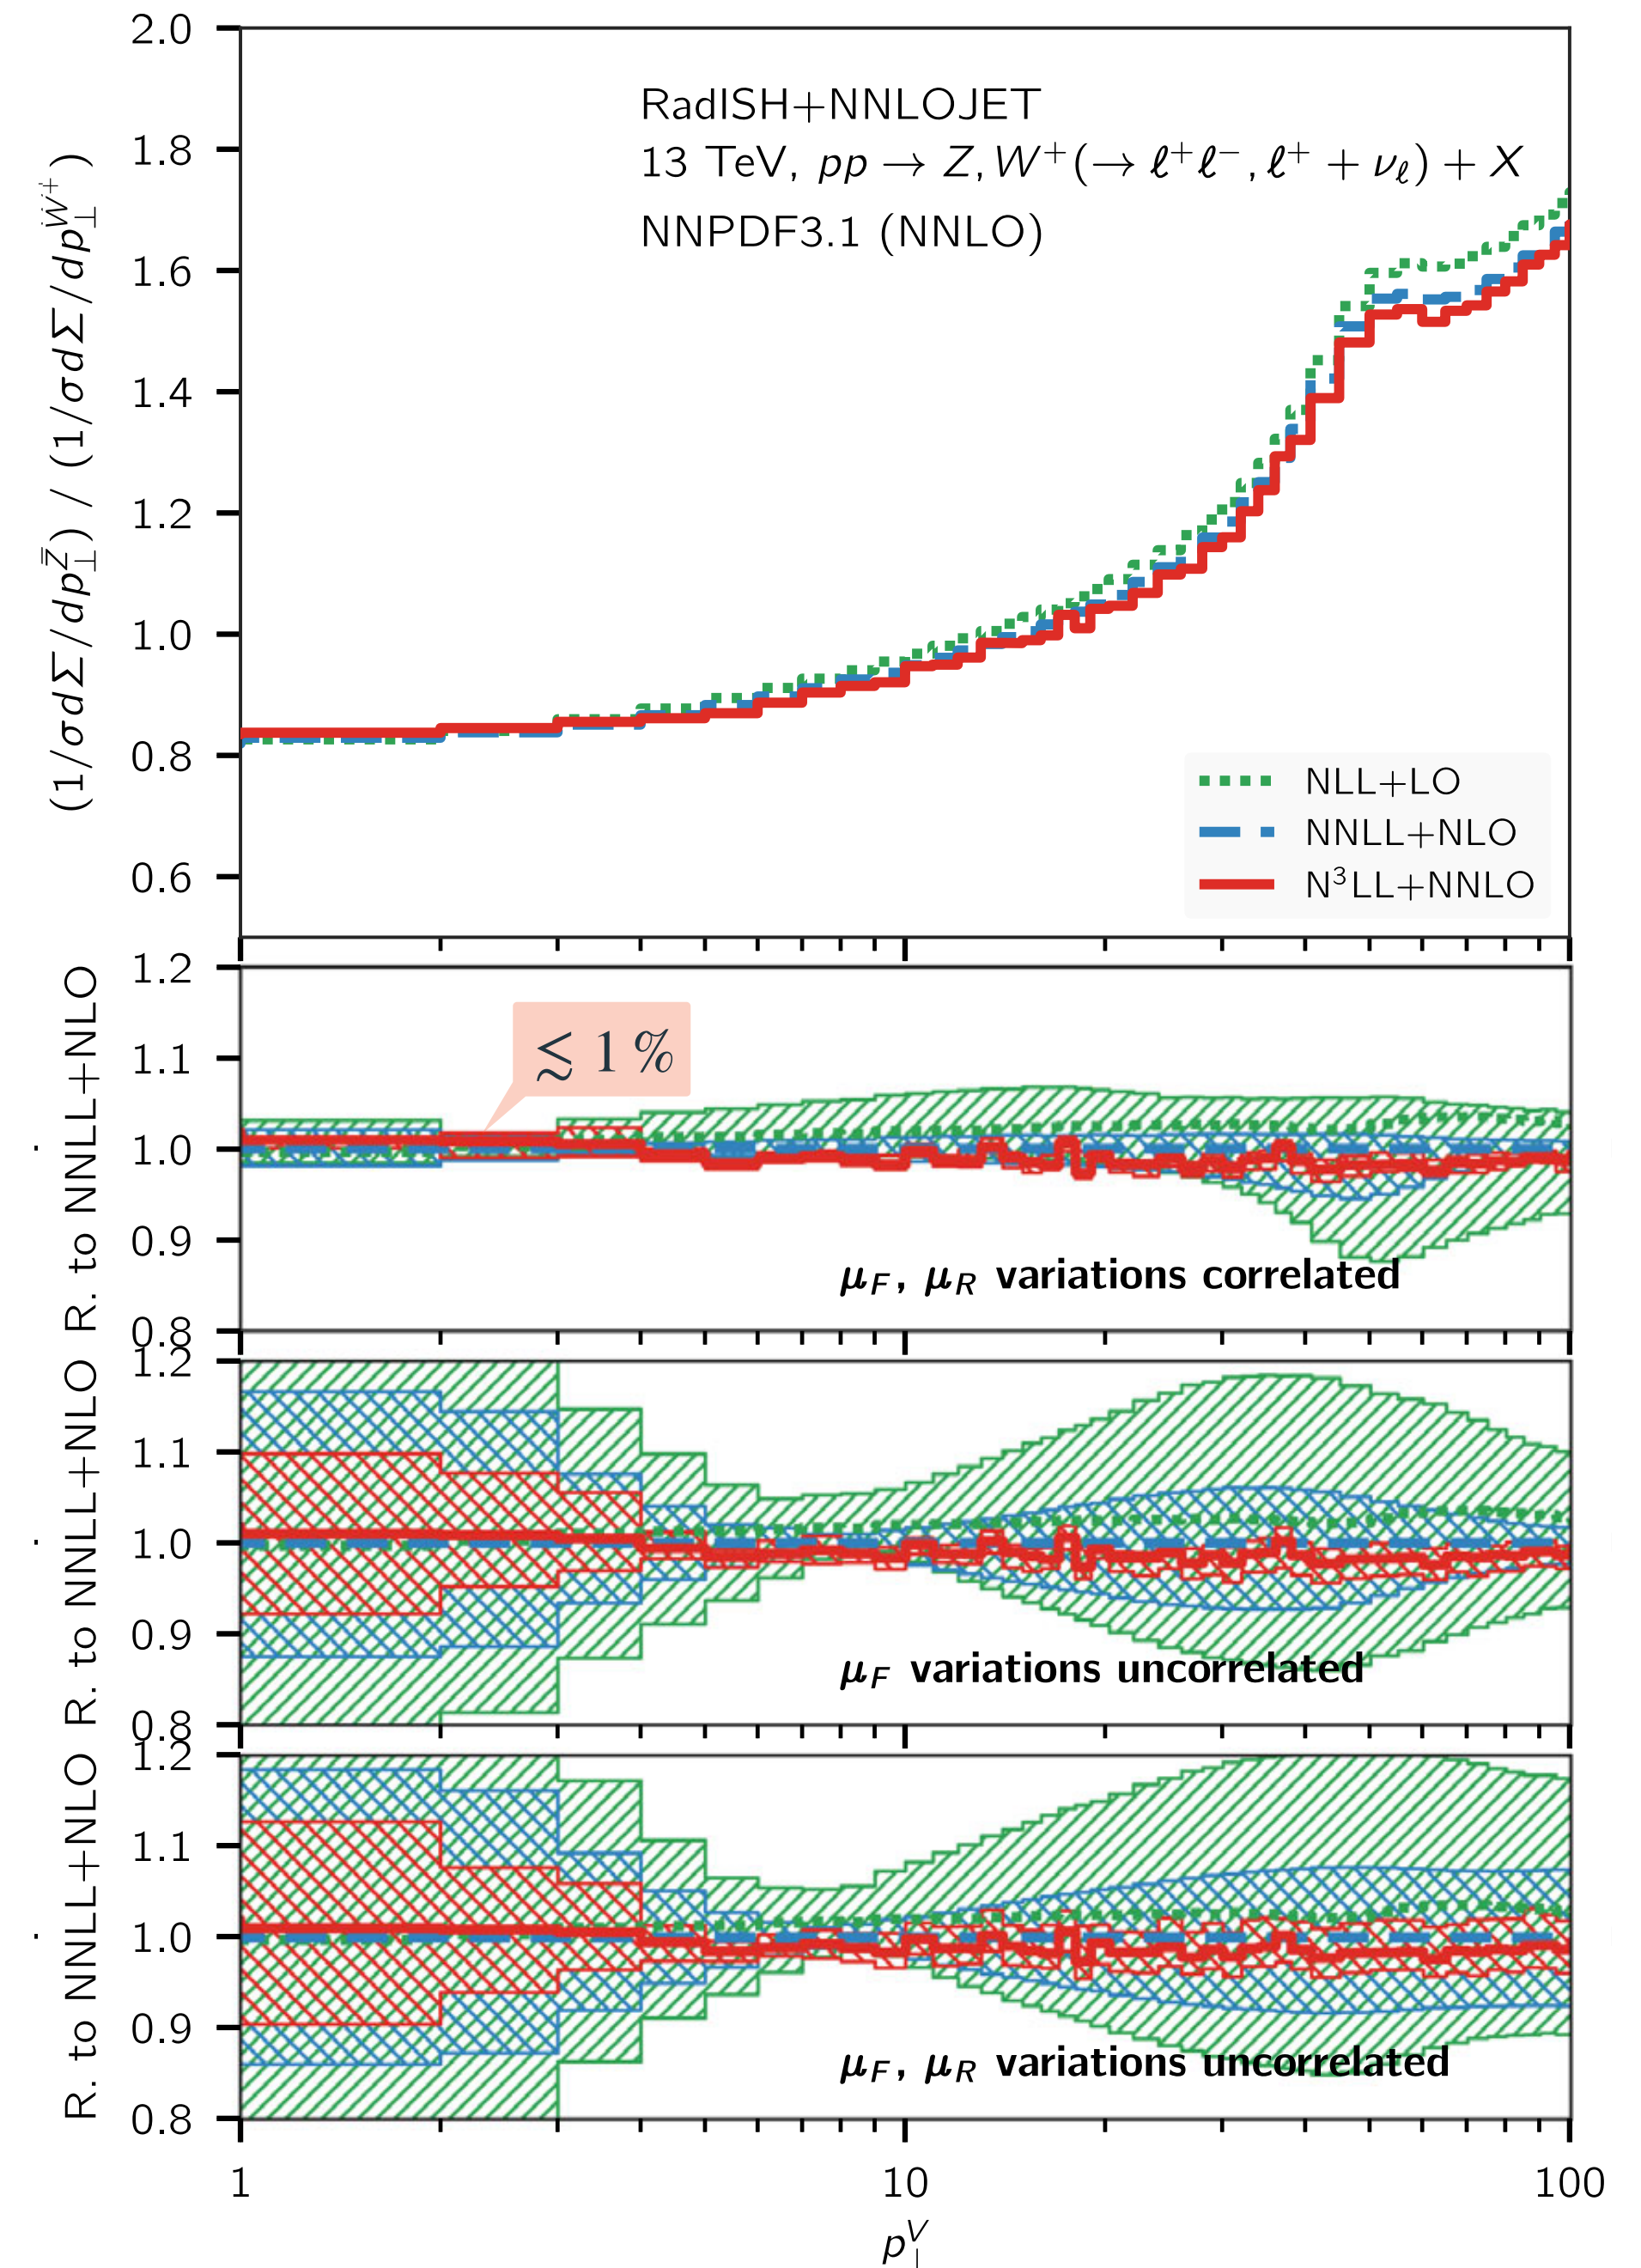 2.0
1.8
1.6
1.4
1.2
1.0
0.8
0.6
(1/σdΣ/dp⊥^Z) / (1/σdΣ/dp⊥^W⁺)
RadISH+NNLOJET
13 TeV, pp → Z, W⁺(→ ℓ⁺ℓ⁻, ℓ⁺ + νℓ) + X
NNPDF3.1 (NNLO)
NLL+LO
NNLL+NLO
N³LL+NNLO
R. to NNLL+NLO
1.2
1.1
1.0
0.9
0.8
≲ 1 %
μF, μR variations correlated
R. to NNLL+NLO
1.2
1.1
1.0
0.9
0.8
μF variations uncorrelated
R. to NNLL+NLO
1.2
1.1
1.0
0.9
0.8
μF, μR variations uncorrelated
1
10
100
p⊥^V